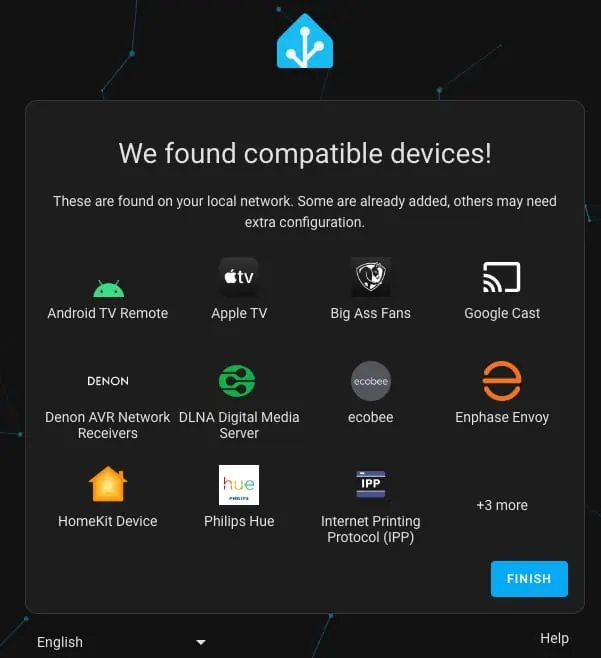 We found compatible devices!
These are found on your local network. Some are already added, others may need
extra configuration.
tv
Android TV Remote
Apple TV
Big Ass Fans
Google Cast
DENON
ecobee
Denon AVR Network
Receivers
DLNA Digital Media
Server
ecobee
Enphase Envoy
hue
PHILIPS
IPP
HomeKit Device
Philips Hue
Internet Printing
Protocol (IPP)
+3 more
FINISH
English
Help